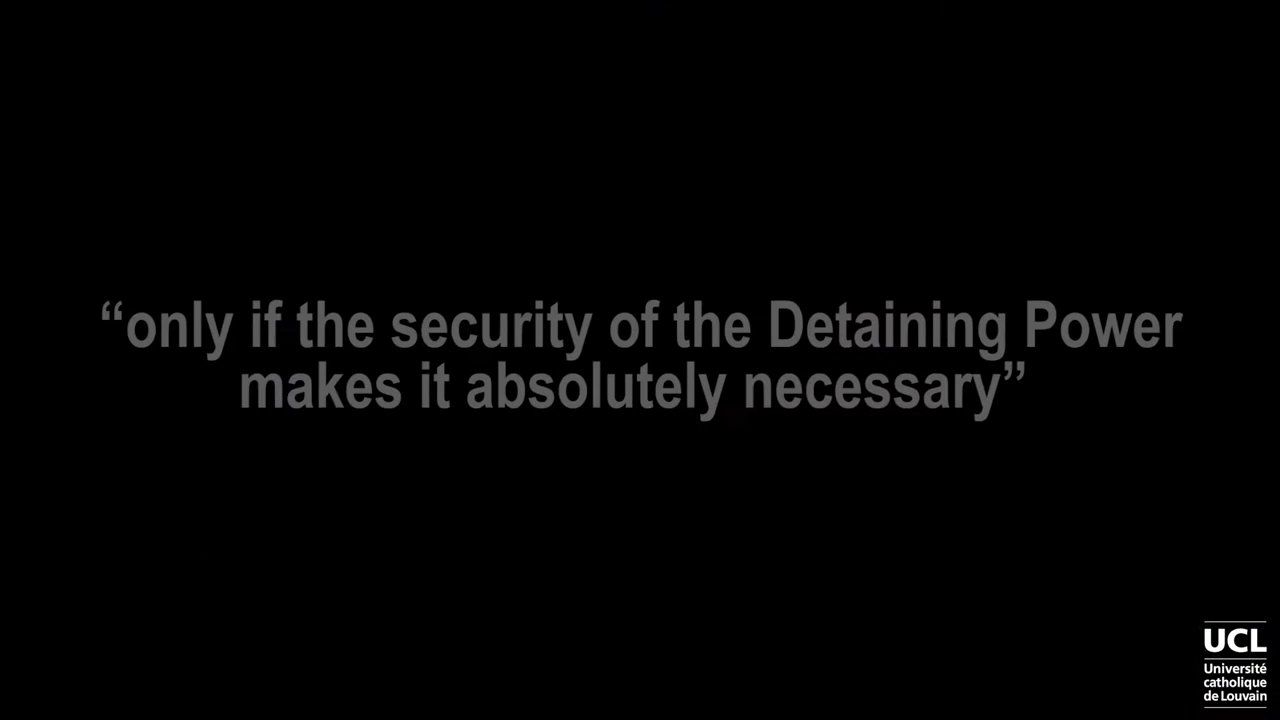 “only if the security of the Detaining Power
makes it absolutely necessary”
UCL
Université
catholique
de Louvain